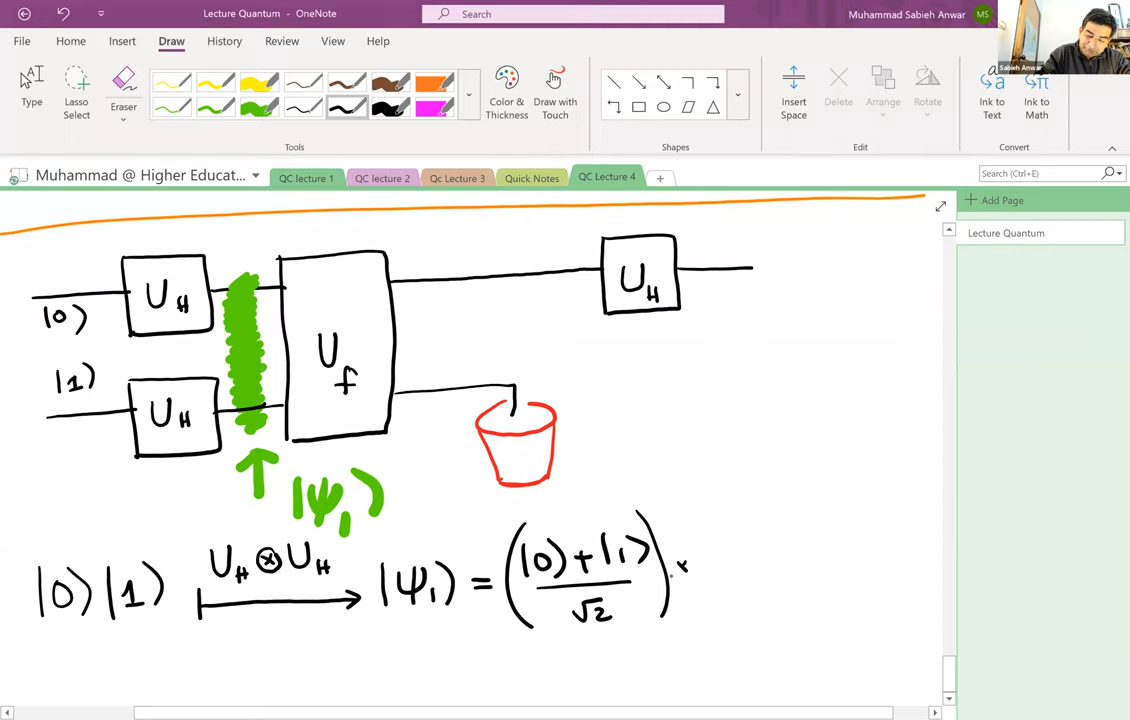 Lecture Quantum - OneNote
Search
Muhammad Sabieh Anwar
MS
File Home Insert Draw History Review View Help
Sabieh Anwar
Type
Lasso Select
Eraser
Color & Thickness
Draw with Touch
Insert Space
Delete
Arrange
Rotate
Ink to Text
Ink to Math
Tools
Shapes
Edit
Convert
Muhammad @ Higher Educat...
QC lecture 1
QC lecture 2
Qc Lecture 3
Quick Notes
QC Lecture 4
Search (Ctrl+E)
Add Page
Lecture Quantum
U_H
U_H
|0⟩
U_f
|1⟩
U_H
|ψ₁⟩
|0⟩|1⟩ U_H ⊗ U_H ⟼ |ψ₁⟩ = ((|0⟩+|1⟩)/√2)